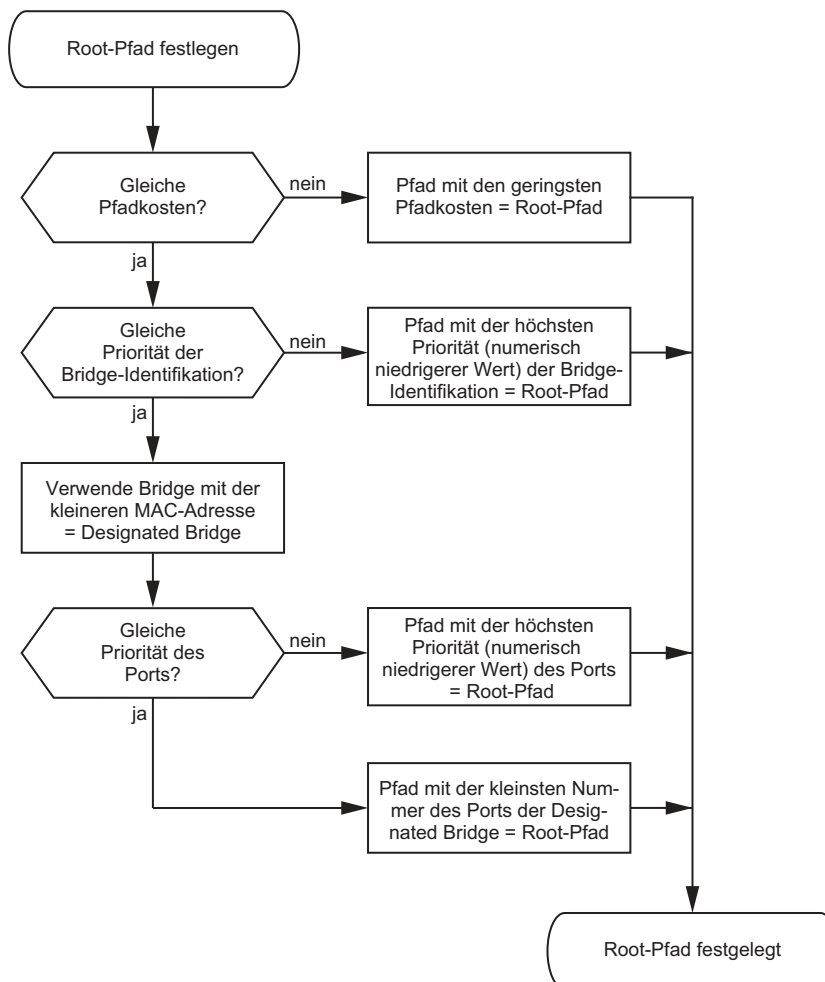 Root-Pfad festlegen
Gleiche
Pfadkosten?
nein
Pfad mit den geringsten
Pfadkosten = Root-Pfad
ja
Gleiche
Priorität der
Bridge-Identifikation?
nein
Pfad mit der höchsten
Priorität (numerisch
niedrigerer Wert) der Bridge-
Identifikation = Root-Pfad
ja
Verwende Bridge mit der
kleineren MAC-Adresse
= Designated Bridge
Gleiche
Priorität des
Ports?
nein
Pfad mit der höchsten
Priorität (numerisch
niedrigerer Wert) des Ports
= Root-Pfad
ja
Pfad mit der kleinsten Num-
mer des Ports der Desig-
nated Bridge = Root-Pfad
Root-Pfad festgelegt